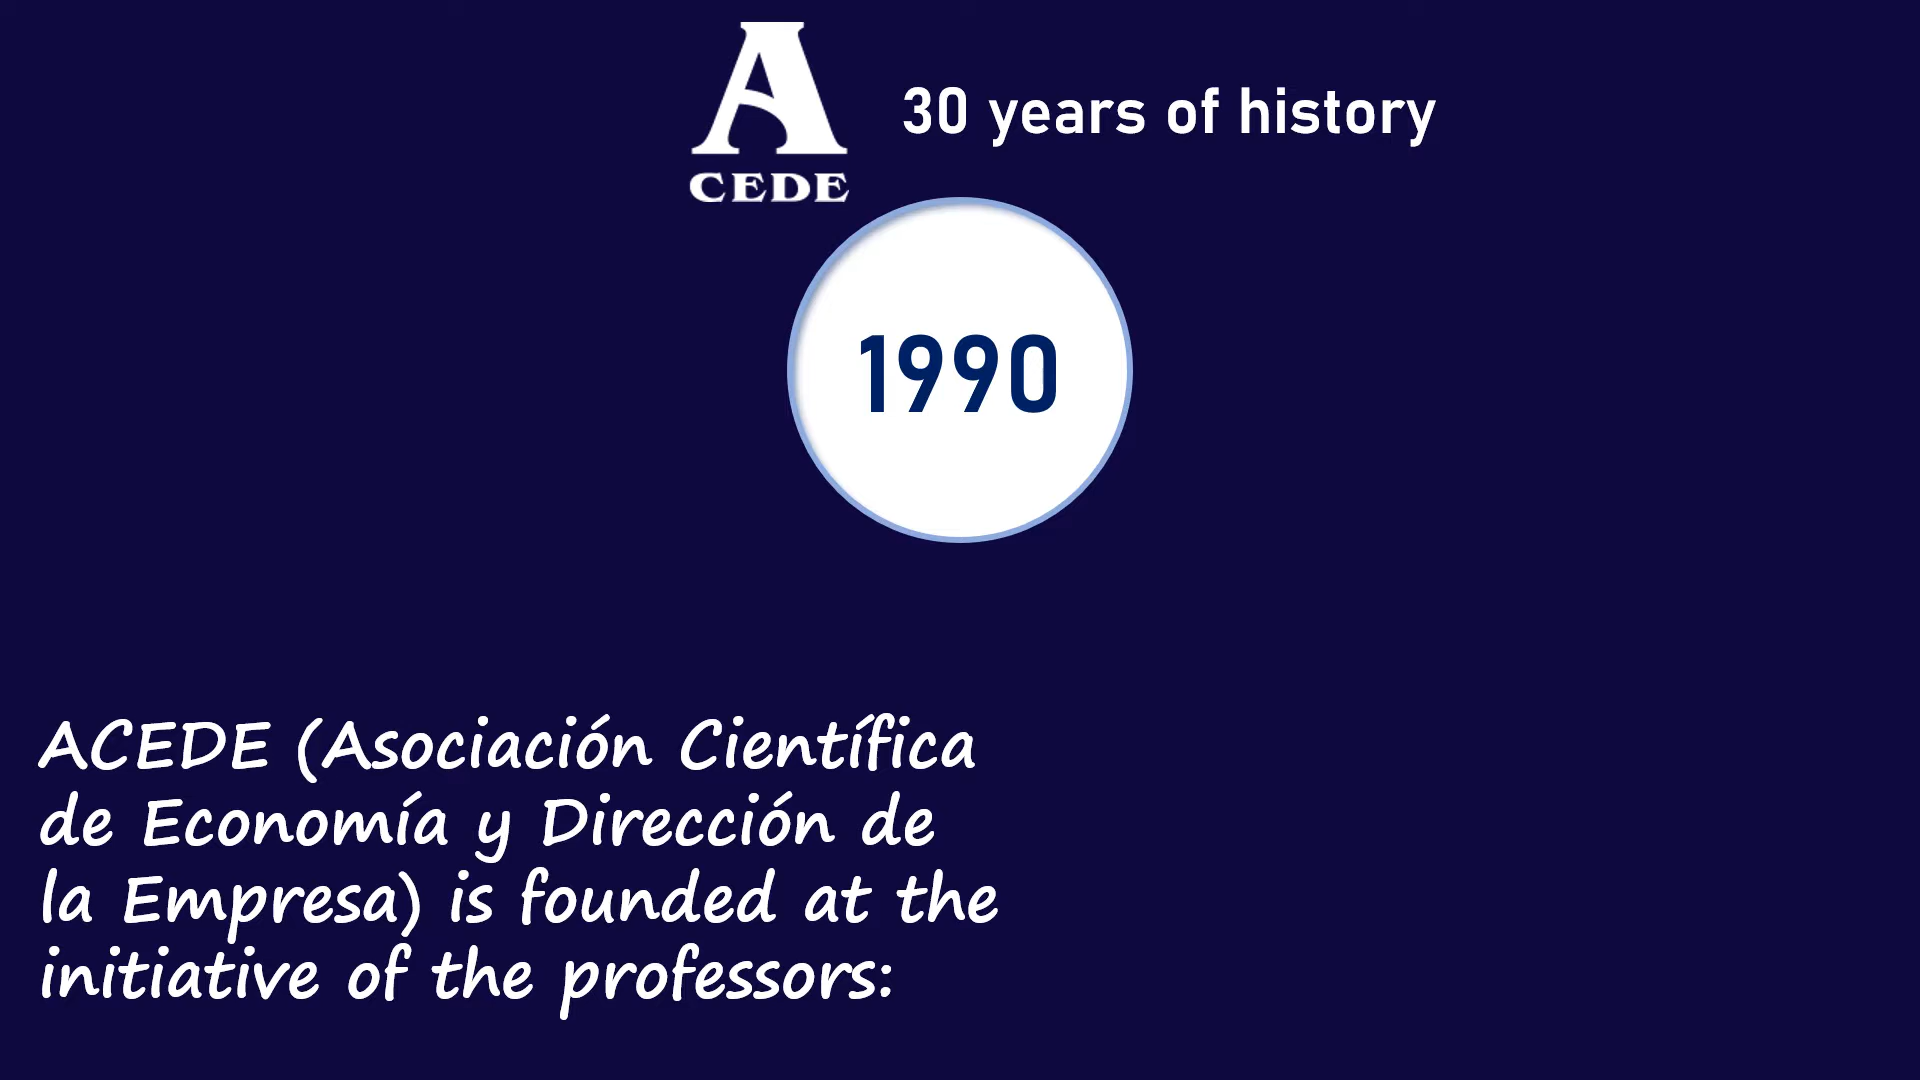 A
CEDE
30 years of history
1990
ACEDE (Asociación Científica
de Economía y Dirección de
la Empresa) is founded at the
initiative of the professors: